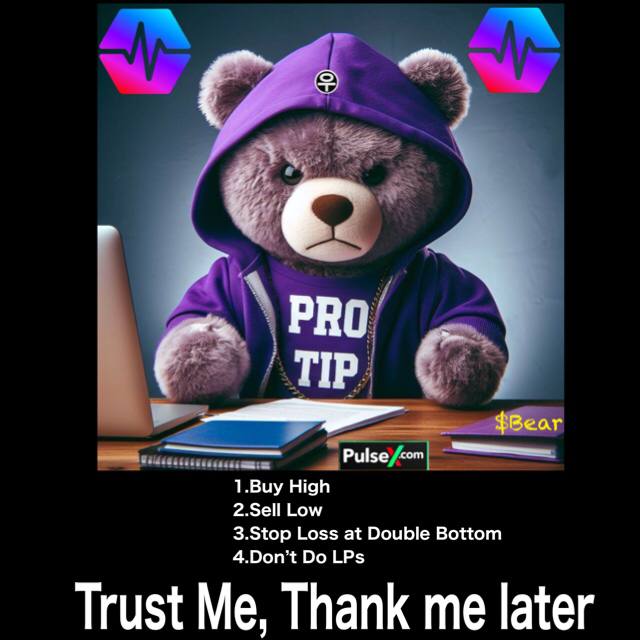 PRO
TIP
$Bear
PulseX.com
1.Buy High
2.Sell Low
3.Stop Loss at Double Bottom
4.Don’t Do LPs
Trust Me, Thank me later